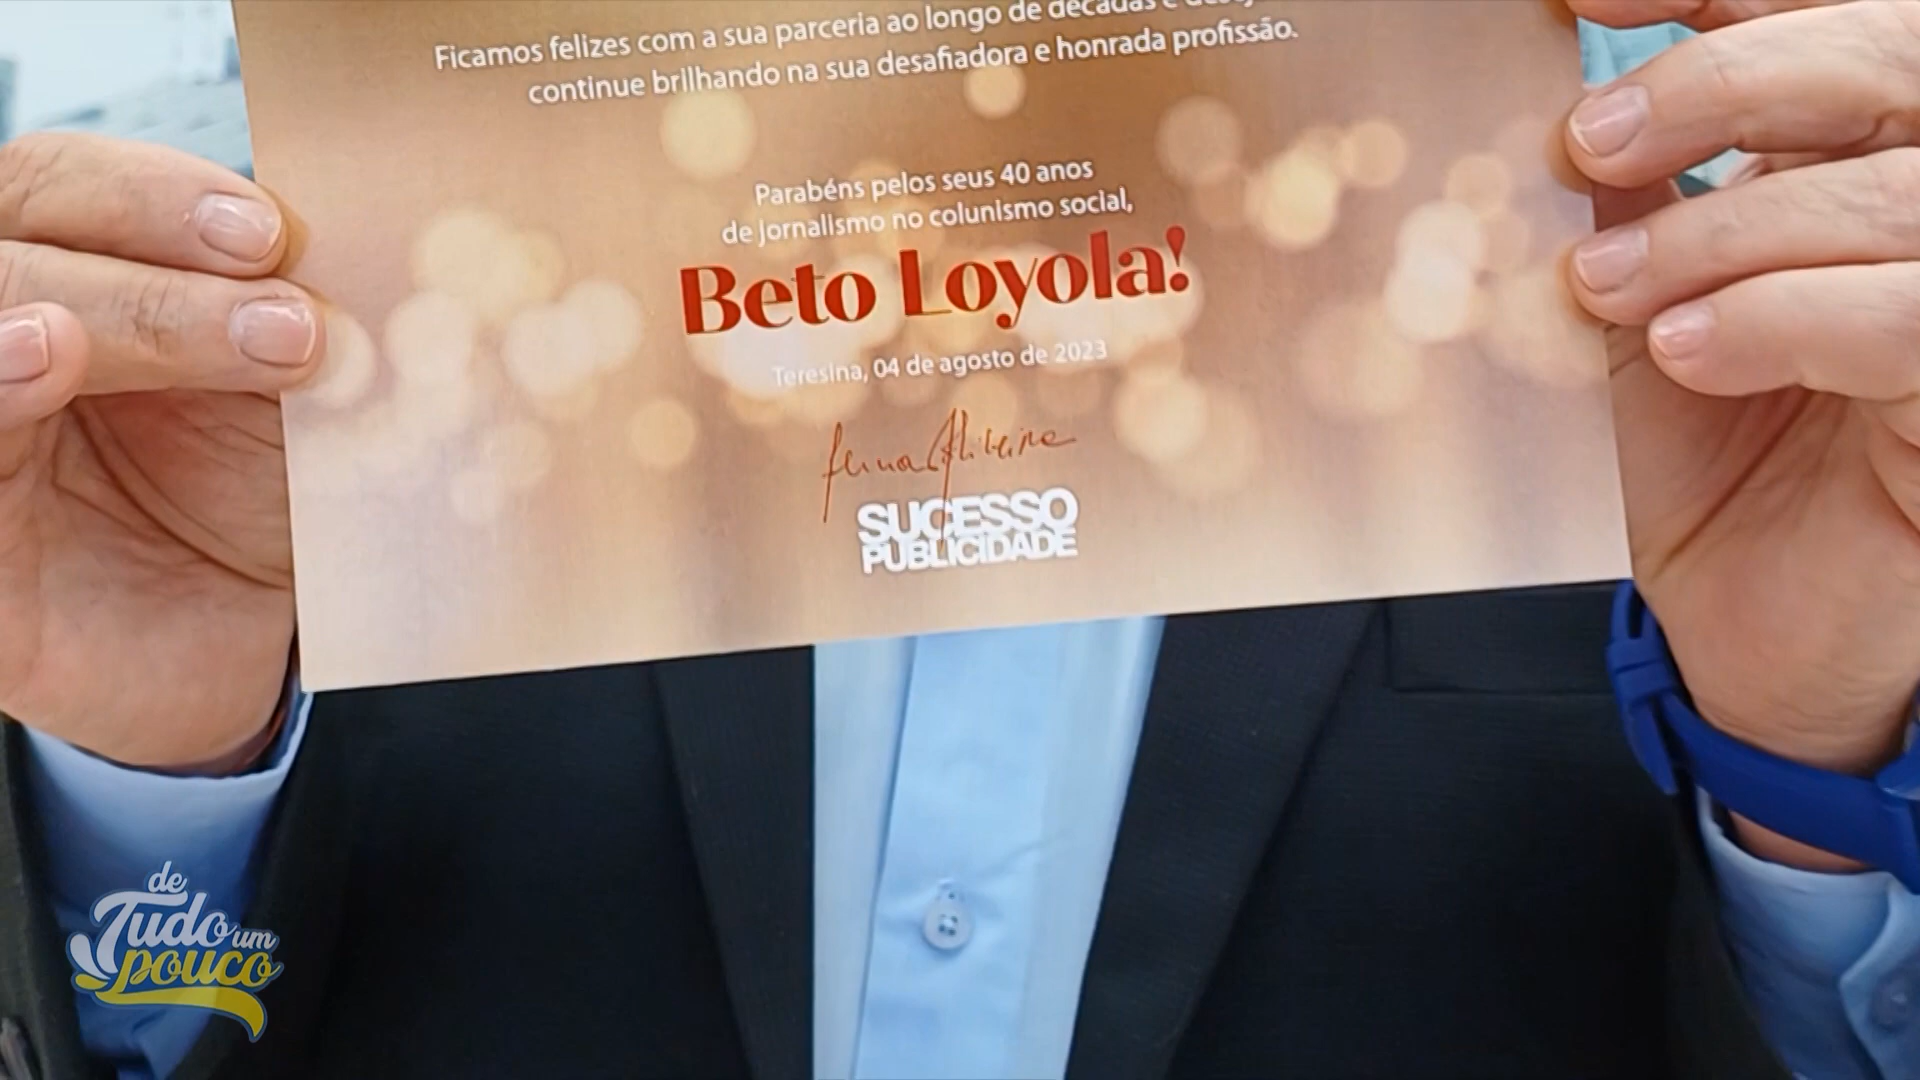 Ficamos felizes com a sua parceria ao longo de décadas e
continue brilhando na sua desafiadora e honrada profissão.
Parabéns pelos seus 40 anos
de jornalismo no colunismo social,
Beto Loyola!
Teresina, 04 de agosto de 2023
SUCESSO
PUBLICIDADE
de
Tudo um
pouco